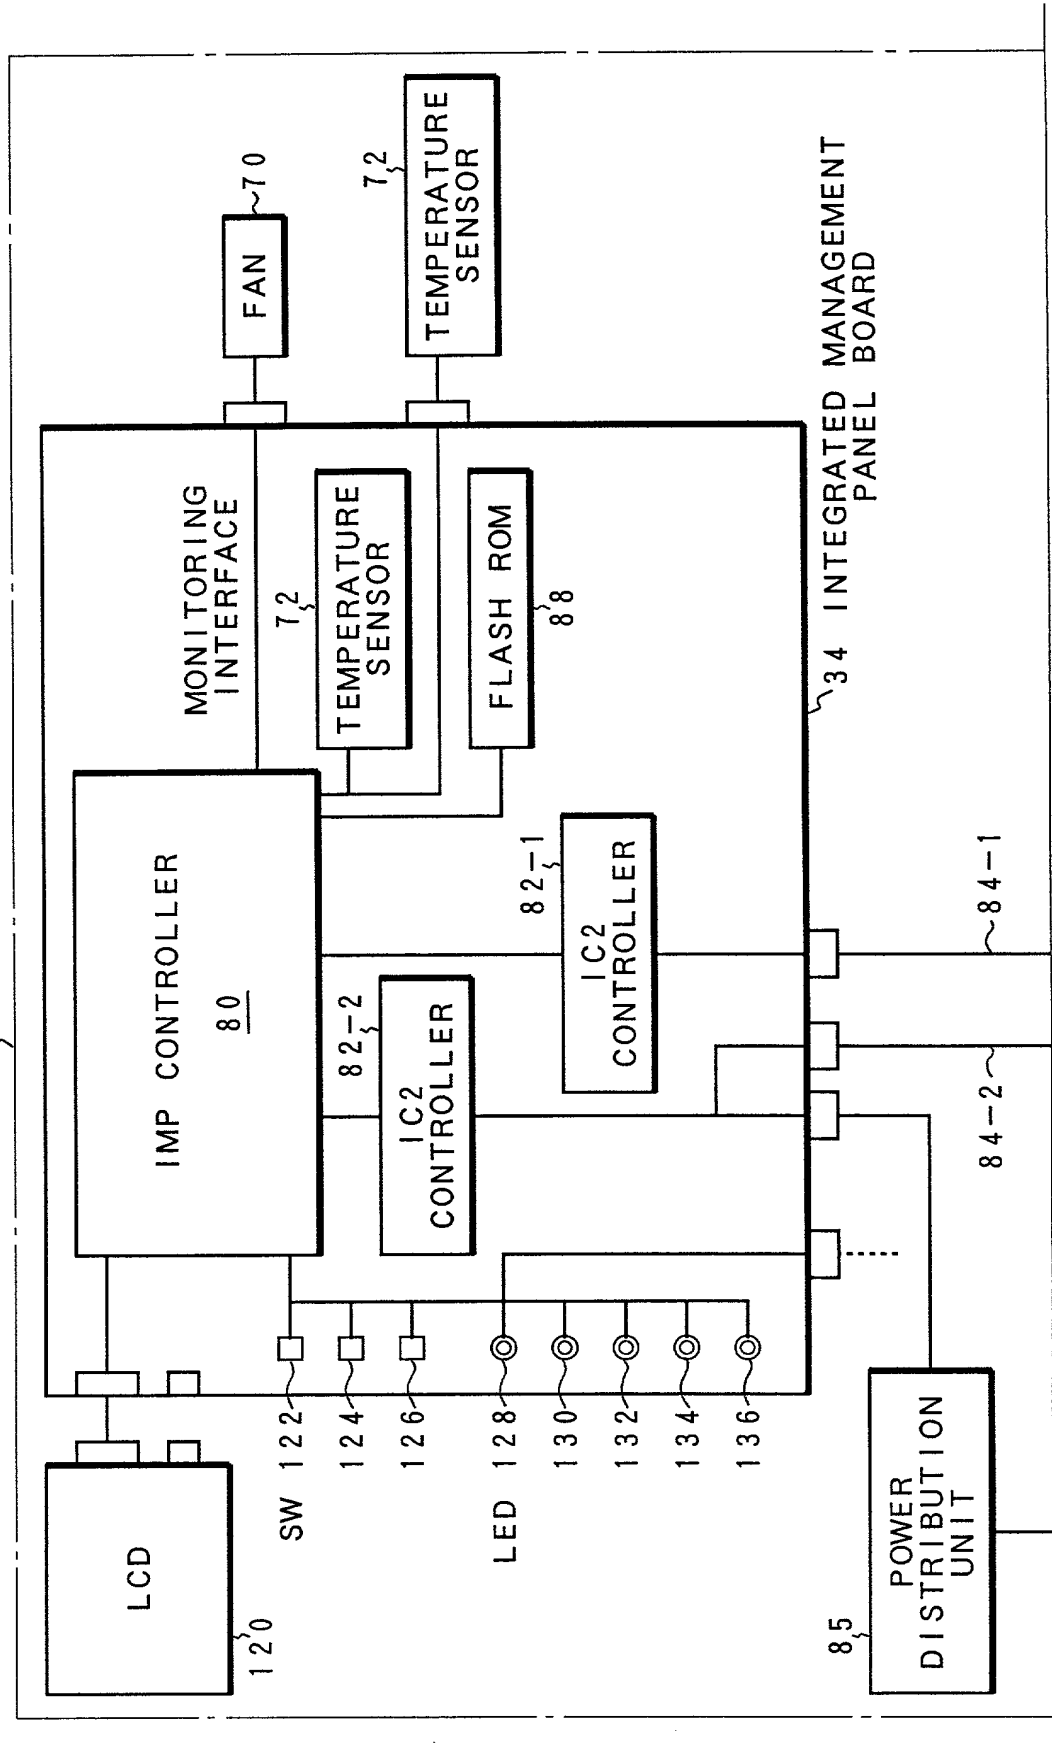 LCD
120
SW
122
124
126
LED
128
130
132
134
136
POWER
DISTRIBUTION
UNIT
85
IMP CONTROLLER
80
82-2
IC2
CONTROLLER
82-1
IC2
CONTROLLER
84-2
84-1
MONITORING
INTERFACE
72
TEMPERATURE
SENSOR
FLASH ROM
88
FAN
70
72
TEMPERATURE
SENSOR
34 INTEGRATED MANAGEMENT
PANEL BOARD